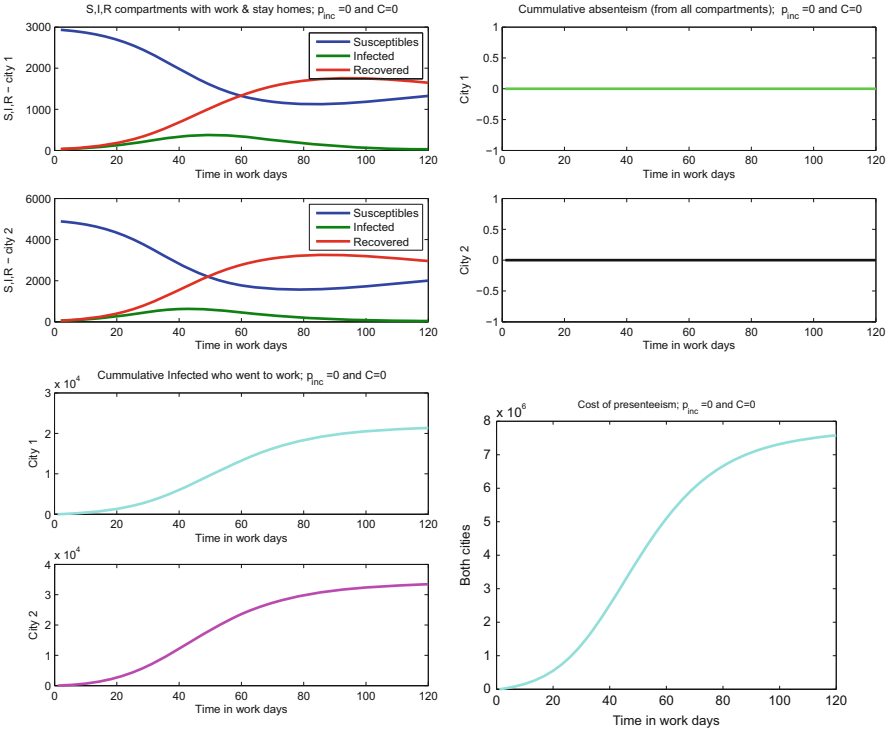 S,I,R compartments with work & stay homes; p_inc =0 and C=0
S,I,R − city 1
3000
2000
1000
0
Susceptibles
Infected
Recovered
0 20 40 60 80 100 120
Time in work days
S,I,R − city 2
6000
4000
2000
0
Susceptibles
Infected
Recovered
0 20 40 60 80 100 120
Time in work days
Cummulative absenteism (from all compartments); p_inc =0 and C=0
City 1
1
0.5
0
−0.5
−1
0 20 40 60 80 100 120
Time in work days
City 2
1
0.5
0
−0.5
−1
0 20 40 60 80 100 120
Time in work days
Cummulative Infected who went to work; p_inc =0 and C=0
x 10^4
City 1
3
2
1
0
0 20 40 60 80 100 120
Time in work days
x 10^4
City 2
4
2
0
0 20 40 60 80 100 120
Time in work days
Cost of presenteeism; p_inc =0 and C=0
x 10^6
Both cities
8
7
6
5
4
3
2
1
0
0 20 40 60 80 100 120
Time in work days